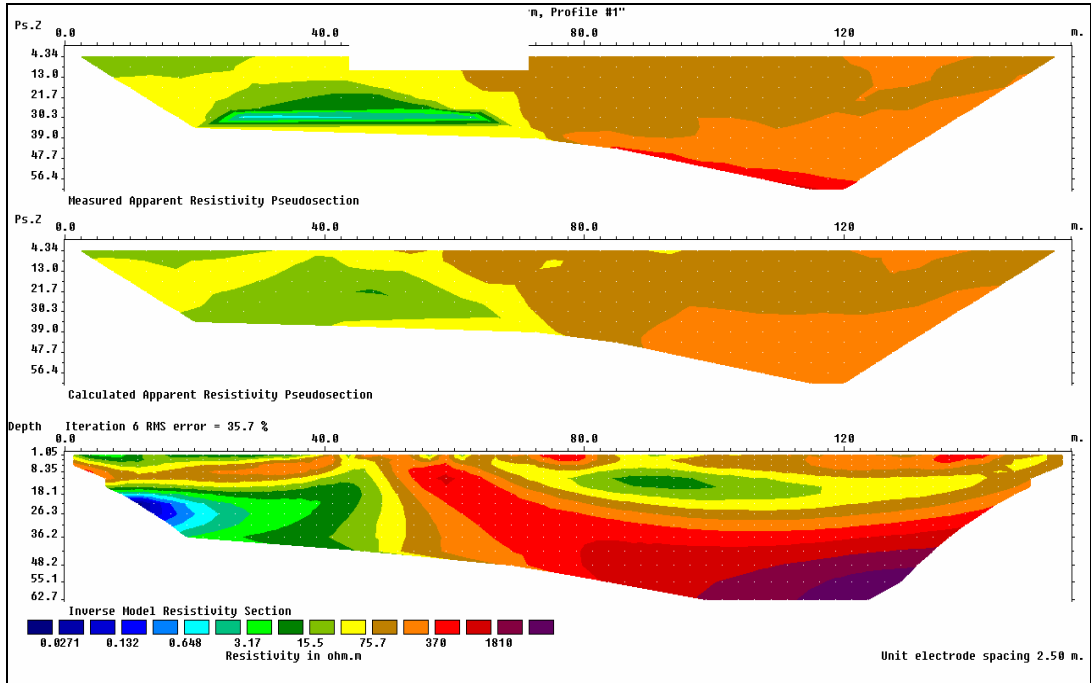 'm, Profile #1"
Ps.Z 0.0 40.0 80.0 120 m.
4.34
13.0
21.7
30.3
39.0
47.7
56.4
Measured Apparent Resistivity Pseudosection
Ps.Z 0.0 40.0 80.0 120 m.
4.34
13.0
21.7
30.3
39.0
47.7
56.4
Calculated Apparent Resistivity Pseudosection
Depth Iteration 6 RMS error = 35.7 %
0.0 40.0 80.0 120 m.
1.05
8.35
18.1
26.3
36.2
48.2
55.1
62.7
Inverse Model Resistivity Section
0.0271 0.132 0.648 3.17 15.5 75.7 370 1810
Resistivity in ohm.m
Unit electrode spacing 2.50 m.